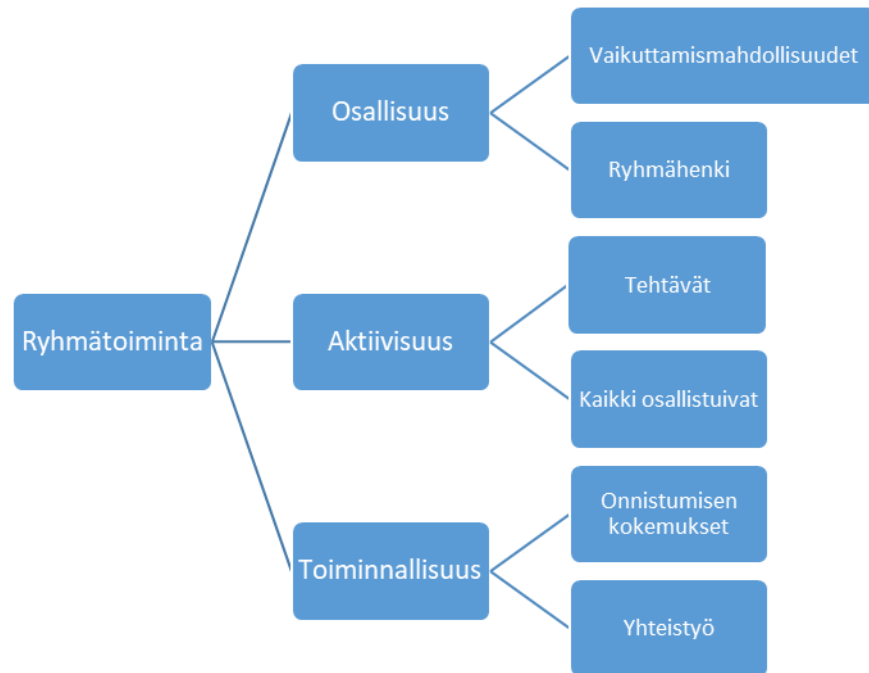 Vaikuttamismahdollisuudet
Osallisuus
Ryhmähenki
Tehtävät
Ryhmätoiminta
Aktiivisuus
Kaikki osallistuivat
Onnistumisen
kokemukset
Toiminnallisuus
Yhteistyö